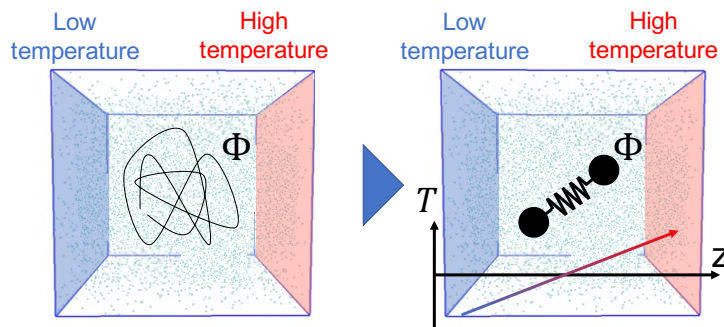 Low
temperature
High
temperature
Φ
Low
temperature
High
temperature
Φ
T
z